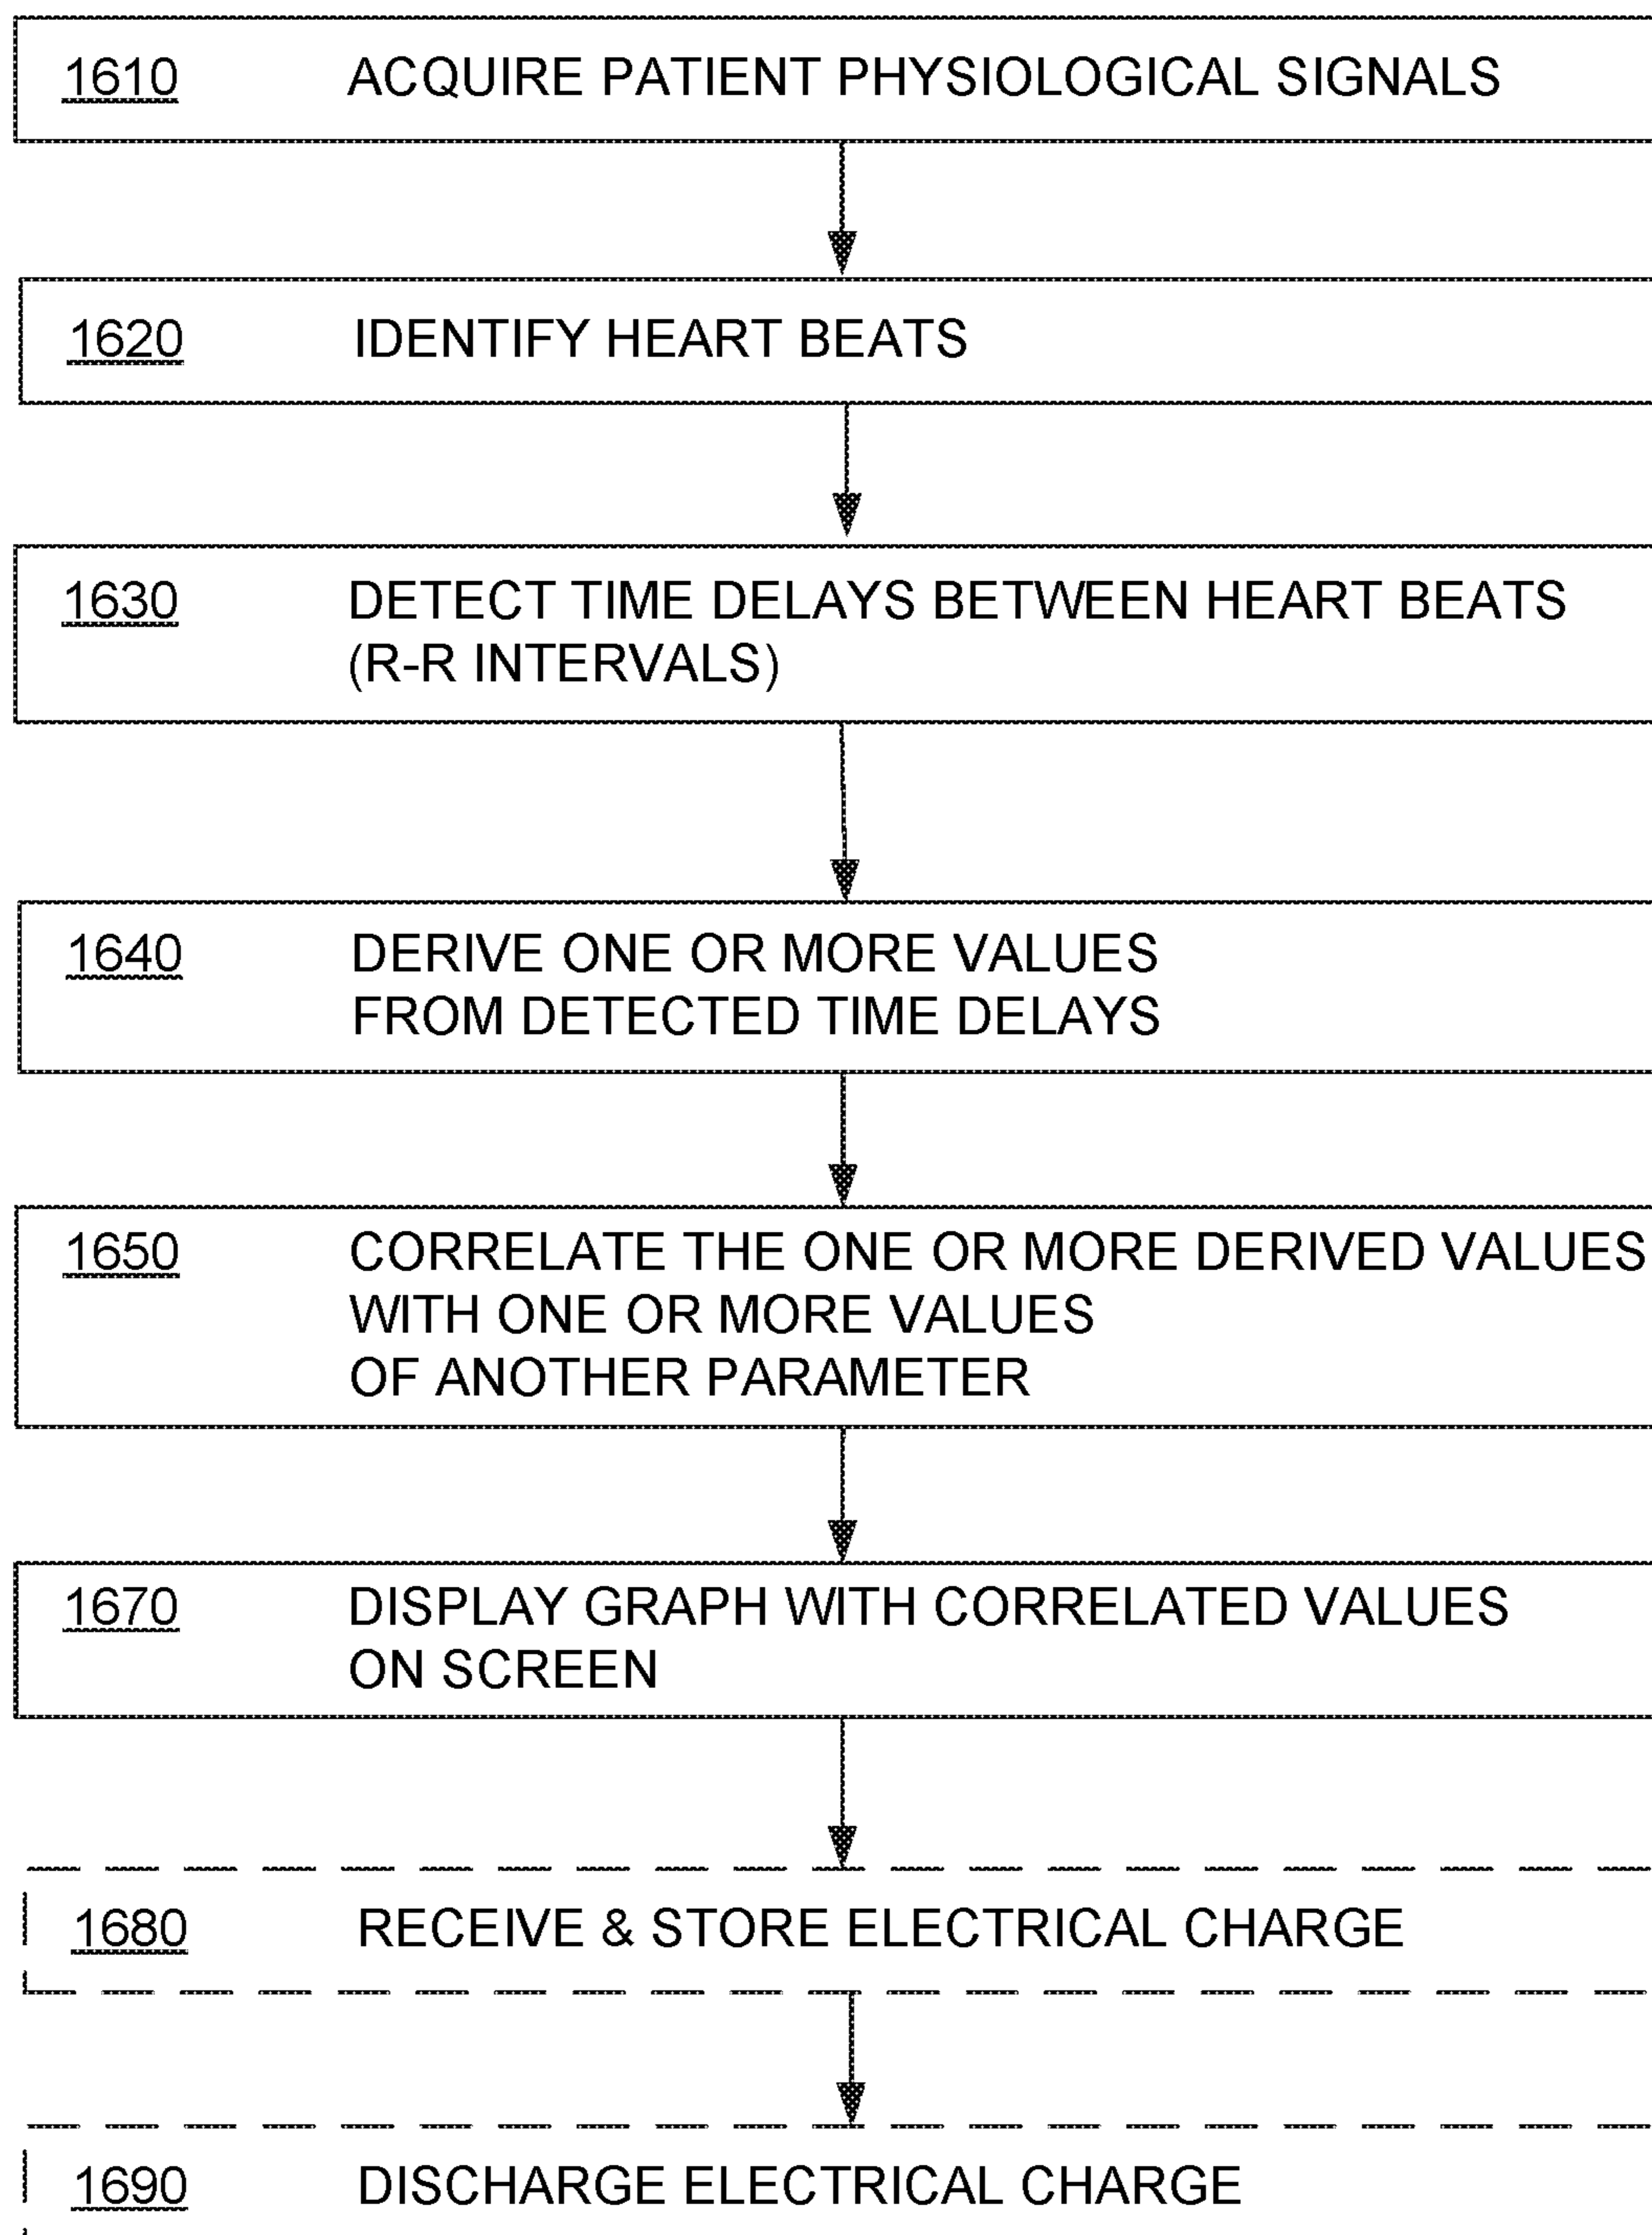 1610 ACQUIRE PATIENT PHYSIOLOGICAL SIGNALS
1620 IDENTIFY HEART BEATS
1630 DETECT TIME DELAYS BETWEEN HEART BEATS
(R-R INTERVALS)
1640 DERIVE ONE OR MORE VALUES
FROM DETECTED TIME DELAYS
1650 CORRELATE THE ONE OR MORE DERIVED VALUES
WITH ONE OR MORE VALUES
OF ANOTHER PARAMETER
1670 DISPLAY GRAPH WITH CORRELATED VALUES
ON SCREEN
1680 RECEIVE & STORE ELECTRICAL CHARGE
1690 DISCHARGE ELECTRICAL CHARGE